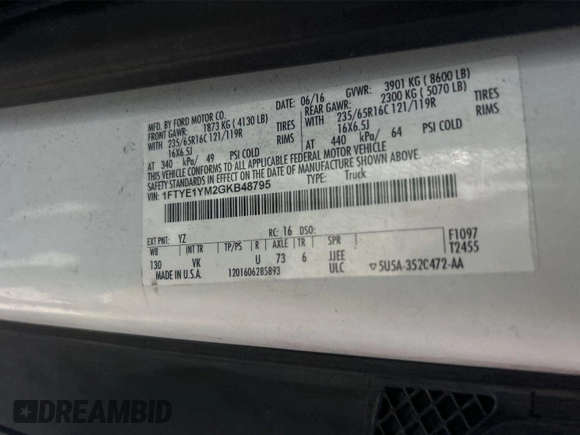 MFD. BY FORD MOTOR CO.
06/16 GVWR: 3901 KG ( 8600 LB)
FRONT GAWR: 1873 KG ( 4130 LB)
REAR GAWR: 2300 KG ( 5070 LB)
WITH 235/65R16C 121/119R TIRES
WITH 235/65R16C 121/119R TIRES
16X6.5J RIMS
16X6.5J RIMS
AT 340 kPa/ 49 PSI COLD
AT 440 kPa/ 64 PSI COLD
THIS VEHICLE CONFORMS TO ALL APPLICABLE FEDERAL MOTOR VEHICLE
SAFETY STANDARDS IN EFFECT ON THE DATE OF MANUFACTURE SHOWN ABOVE.
VIN: 1FTYE1YM2GKB48795 TYPE: Truck
EXT PNT: YZ RC: 16 DSO:
WB INT TR TP/PS R AXLE TR SPR F1097
130 VK U 73 6 JJEE T2455
MADE IN U.S.A. 1201606285893 ULC ▽5U5A-352C472-AA
DREAMBID